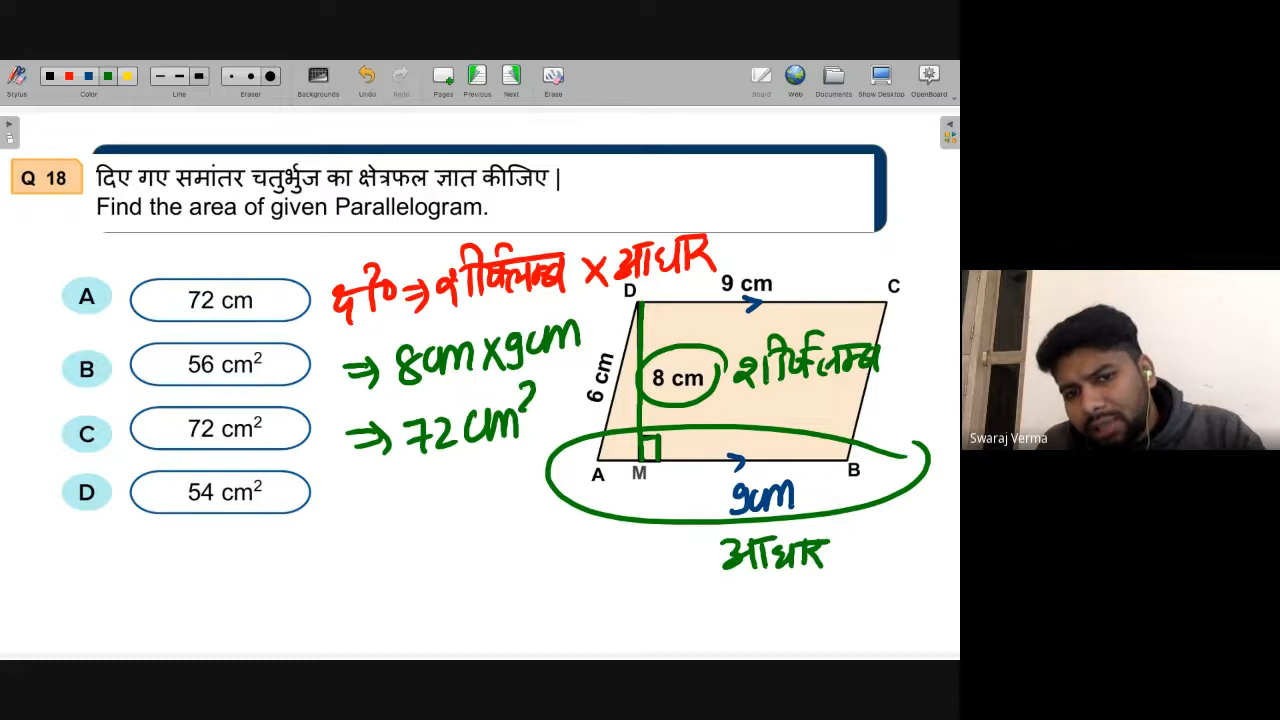 Stylus Color Line Eraser Backgrounds Undo Redo Pages Previous Next Erase Board Web Documents Show Desktop OpenBoard
Q 18
दिए गए समांतर चतुर्भुज का क्षेत्रफल ज्ञात कीजिए |
Find the area of given Parallelogram.
A 72 cm
B 56 cm²
C 72 cm²
D 54 cm²
⇒ शीर्षलम्ब × आधार
⇒ 8cm × 9cm
⇒ 72 cm²
D 9 cm C
6 cm
8 cm शीर्षलम्ब
A M B
9cm
आधार
Swaraj Verma